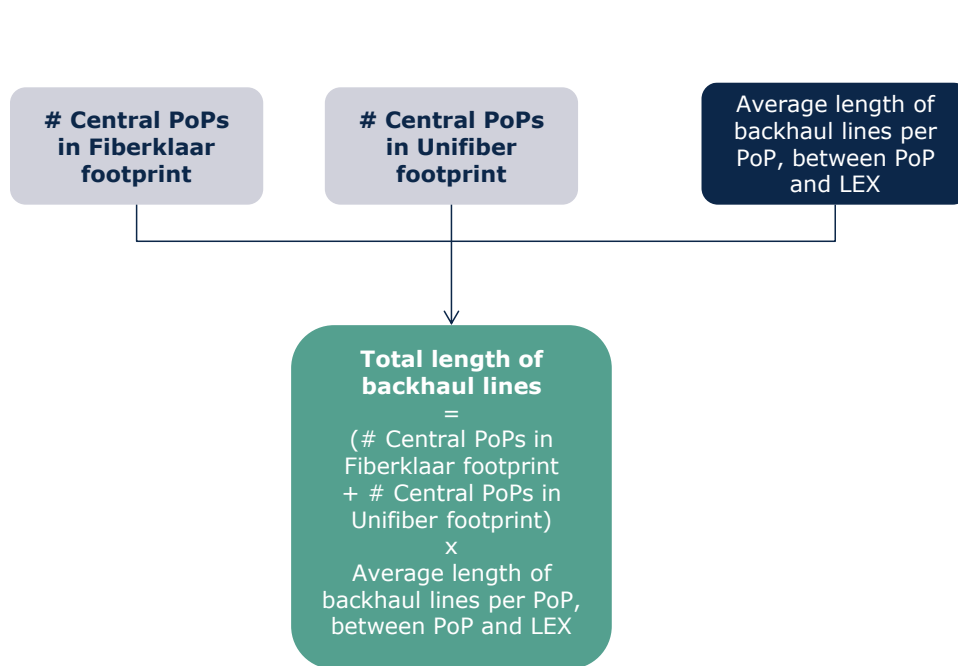 # Central PoPs
in Fiberklaar
footprint
# Central PoPs
in Unifiber
footprint
Average length of
backhaul lines per
PoP, between PoP
and LEX
Total length of
backhaul lines
=
(# Central PoPs in
Fiberklaar footprint
+ # Central PoPs in
Unifiber footprint)
x
Average length of
backhaul lines per PoP,
between PoP and LEX